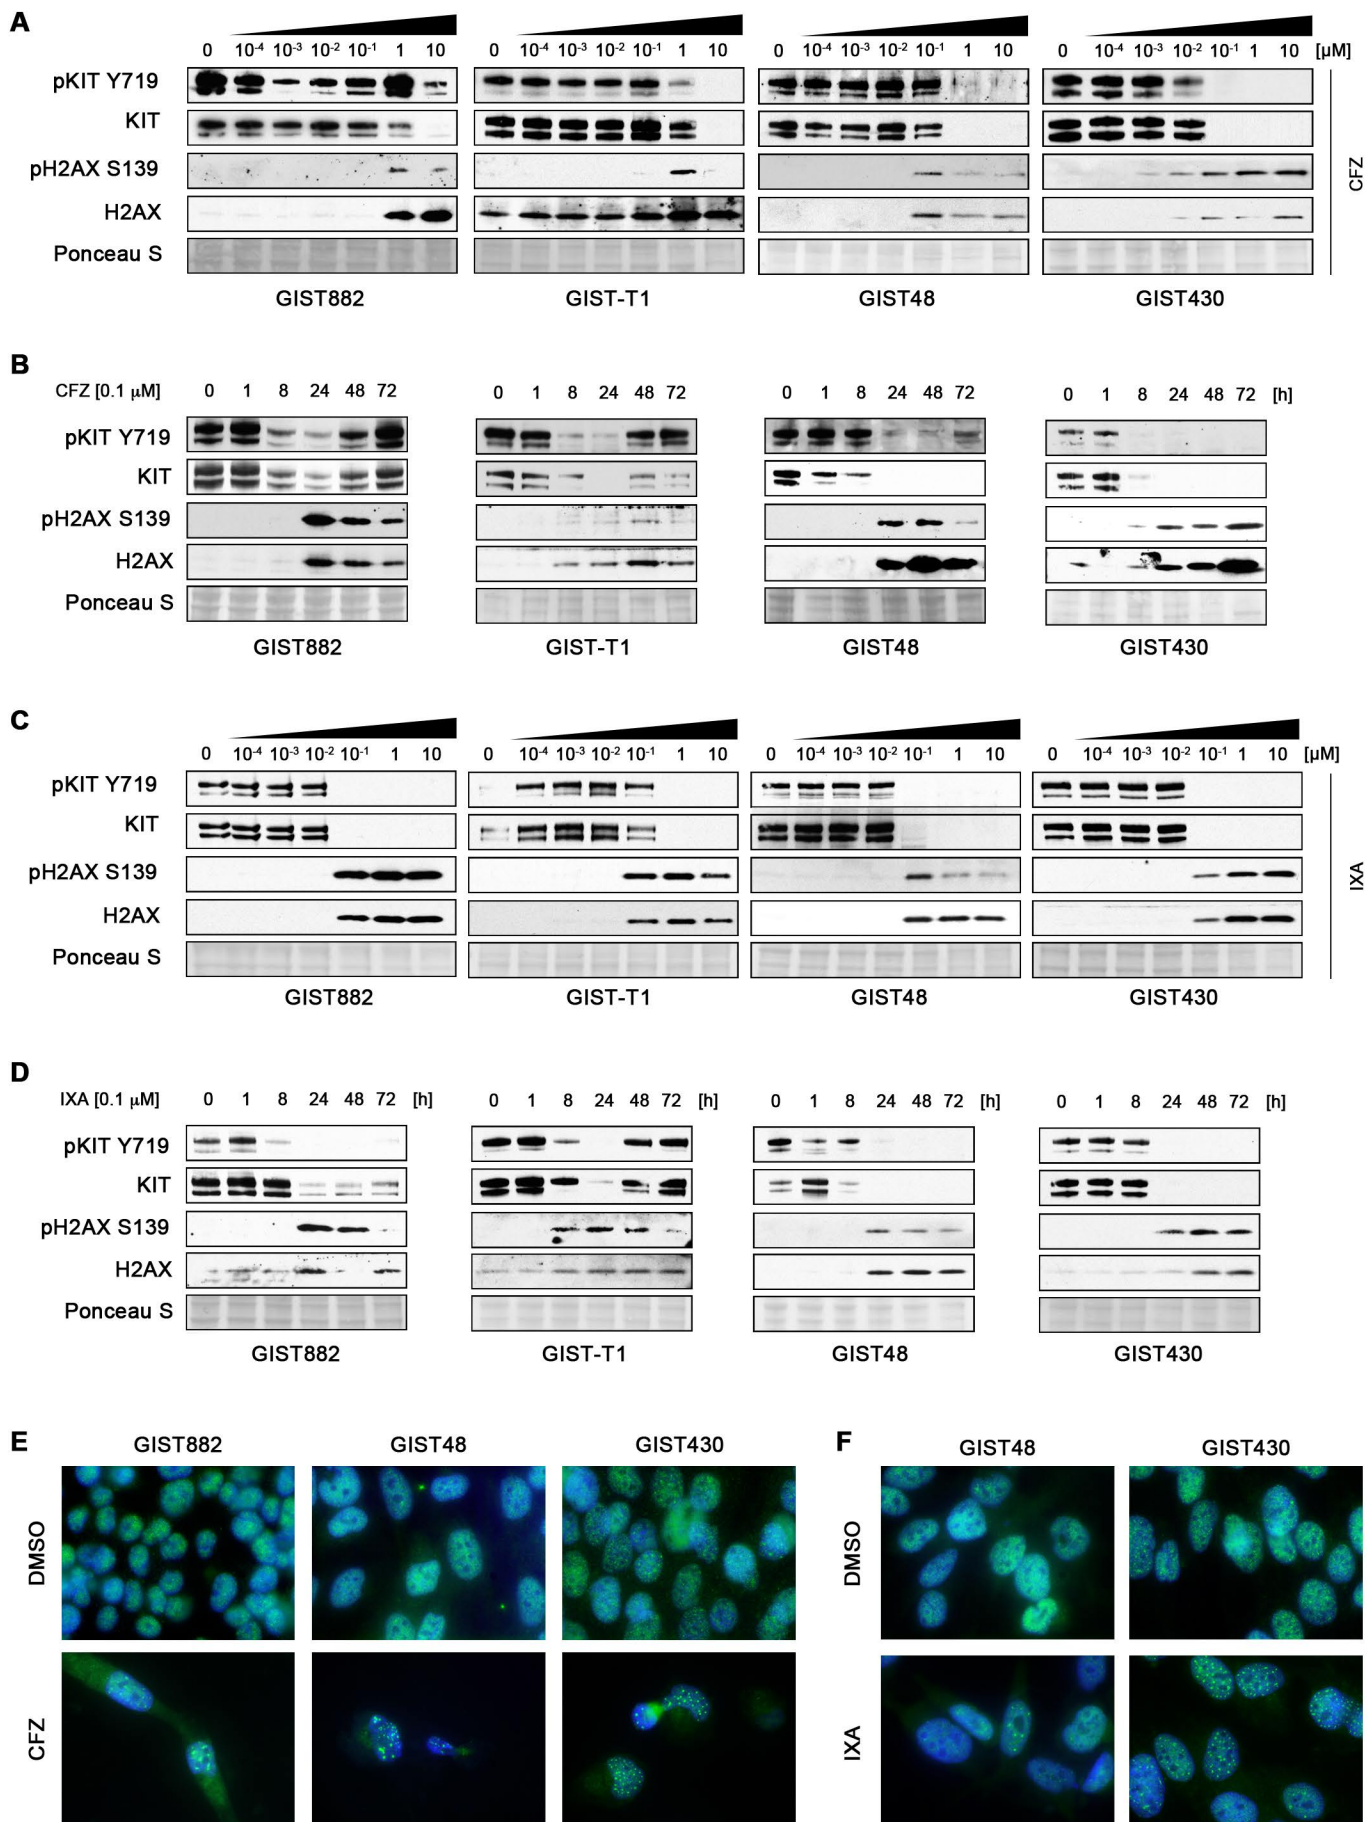 A
0 10⁻⁴ 10⁻³ 10⁻² 10⁻¹ 1 10 0 10⁻⁴ 10⁻³ 10⁻² 10⁻¹ 1 10 0 10⁻⁴ 10⁻³ 10⁻² 10⁻¹ 1 10 0 10⁻⁴ 10⁻³ 10⁻² 10⁻¹ 1 10 [µM]
pKIT Y719
KIT
pH2AX S139
H2AX
Ponceau S
CFZ
GIST882 GIST-T1 GIST48 GIST430
B
CFZ [0.1 µM] 0 1 8 24 48 72 0 1 8 24 48 72 0 1 8 24 48 72 0 1 8 24 48 72 [h]
pKIT Y719
KIT
pH2AX S139
H2AX
Ponceau S
GIST882 GIST-T1 GIST48 GIST430
C
0 10⁻⁴ 10⁻³ 10⁻² 10⁻¹ 1 10 0 10⁻⁴ 10⁻³ 10⁻² 10⁻¹ 1 10 0 10⁻⁴ 10⁻³ 10⁻² 10⁻¹ 1 10 0 10⁻⁴ 10⁻³ 10⁻² 10⁻¹ 1 10 [µM]
pKIT Y719
KIT
pH2AX S139
H2AX
Ponceau S
IXA
GIST882 GIST-T1 GIST48 GIST430
D
IXA [0.1 µM] 0 1 8 24 48 72 [h] 0 1 8 24 48 72 [h] 0 1 8 24 48 72 [h] 0 1 8 24 48 72 [h]
pKIT Y719
KIT
pH2AX S139
H2AX
Ponceau S
GIST882 GIST-T1 GIST48 GIST430
E
GIST882 GIST48 GIST430
DMSO
CFZ
F
GIST48 GIST430
DMSO
IXA